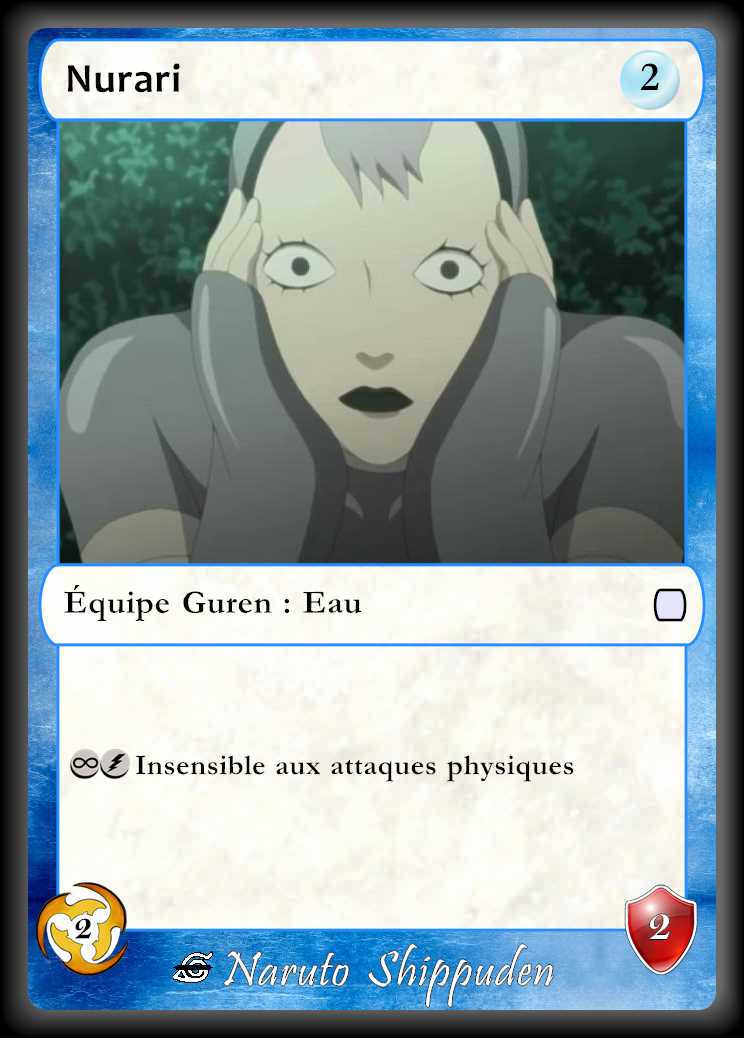 Nurari
2
Équipe Guren : Eau
Insensible aux attaques physiques
2
2
Naruto Shippuden